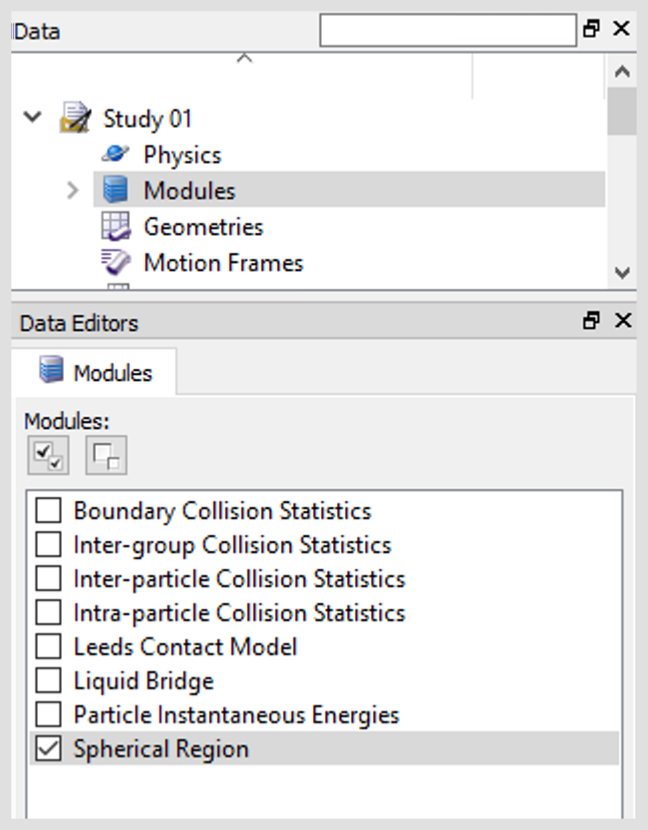 Data
Study 01
Physics
Modules
Geometries
Motion Frames
Data Editors
Modules
Modules:
Boundary Collision Statistics
Inter-group Collision Statistics
Inter-particle Collision Statistics
Intra-particle Collision Statistics
Leeds Contact Model
Liquid Bridge
Particle Instantaneous Energies
Spherical Region